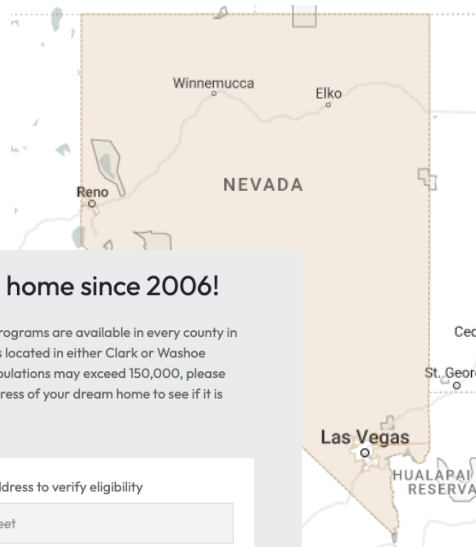 Winnemucca
Elko
NEVADA
Reno
home since 2006!
rograms are available in every county in
s located in either Clark or Washoe
pulations may exceed 150,000, please
ress of your dream home to see if it is
Ced
St. Geor
Las Vegas
HUALAPAI
RESERVA
ddress to verify eligibility
eet